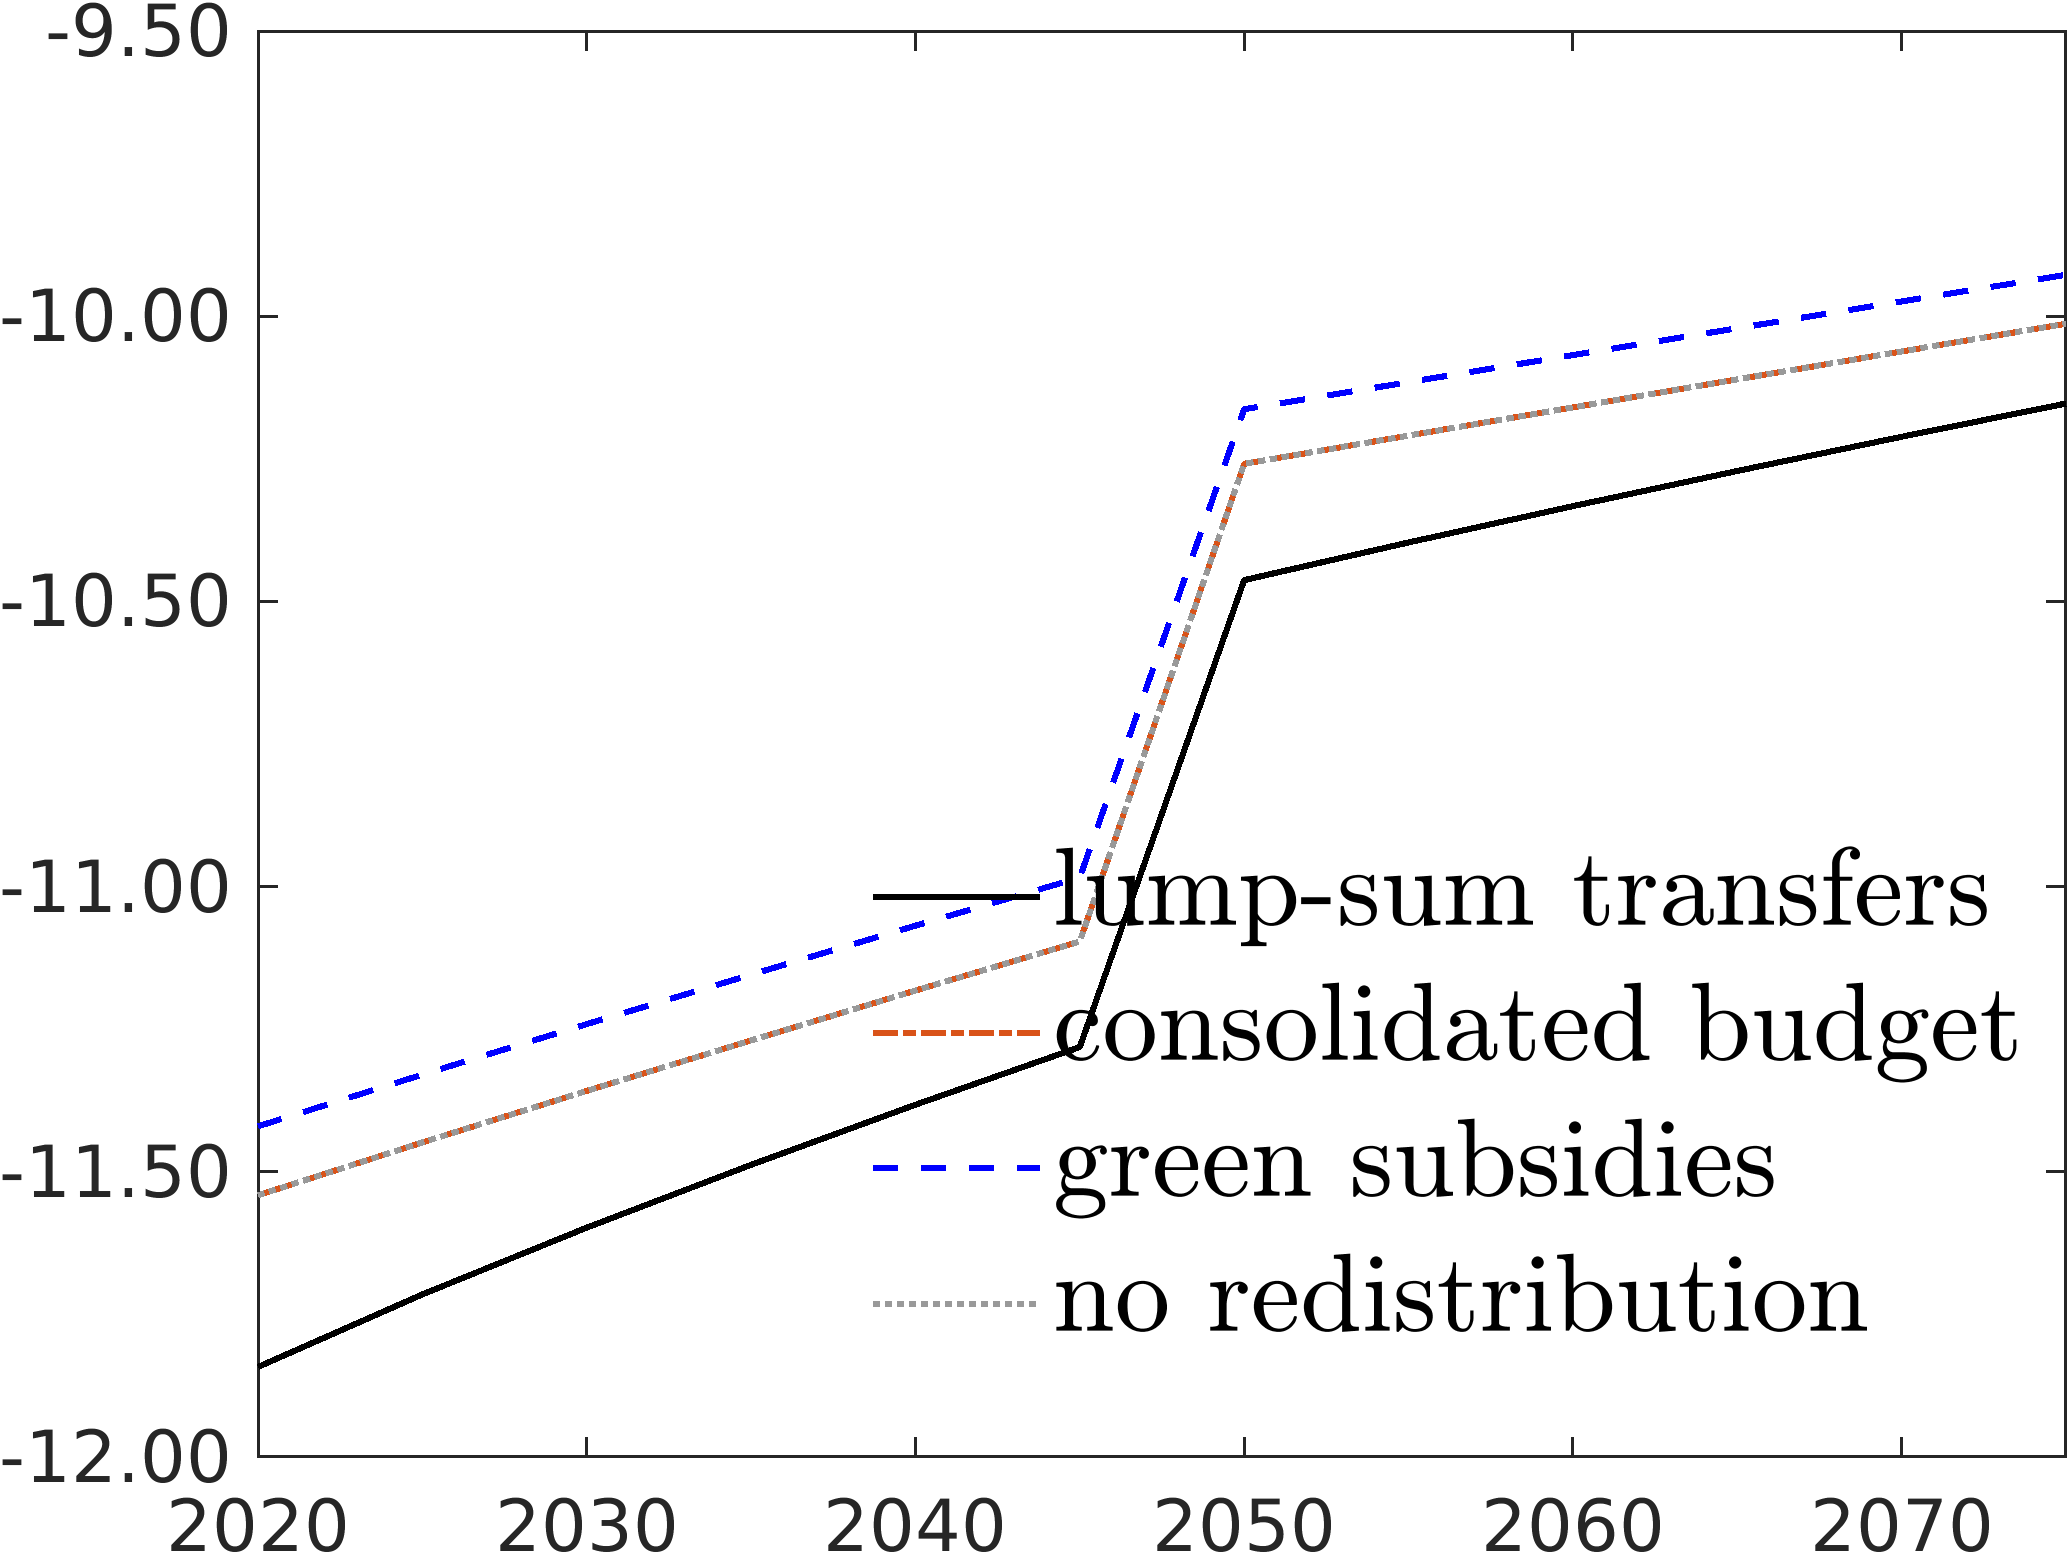 -9.50
-10.00
-10.50
-11.00
-11.50
-12.00
2020 2030 2040 2050 2060 2070
lump-sum transfers
consolidated budget
green subsidies
no redistribution